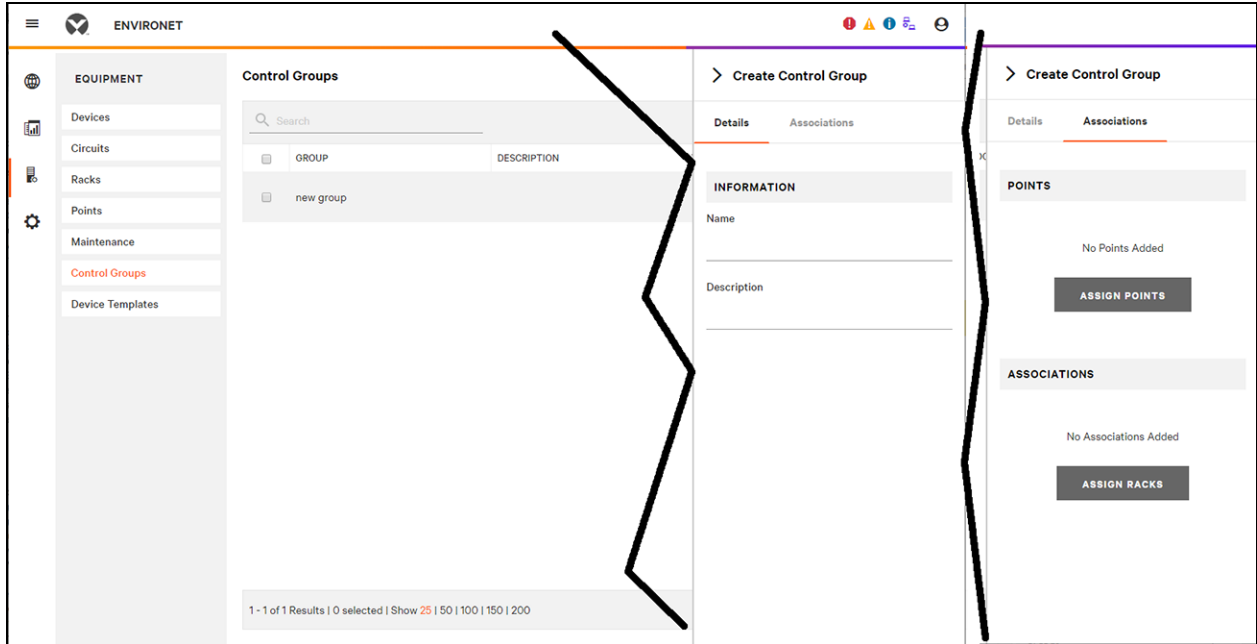 ENVIRONET
EQUIPMENT
Devices
Circuits
Racks
Points
Maintenance
Control Groups
Device Templates
Control Groups
Search
GROUP DESCRIPTION
new group
1 - 1 of 1 Results | 0 selected | Show 25 | 50 | 100 | 150 | 200
Create Control Group
Details Associations
INFORMATION
Name
Description
Create Control Group
Details Associations
POINTS
No Points Added
ASSIGN POINTS
ASSOCIATIONS
No Associations Added
ASSIGN RACKS